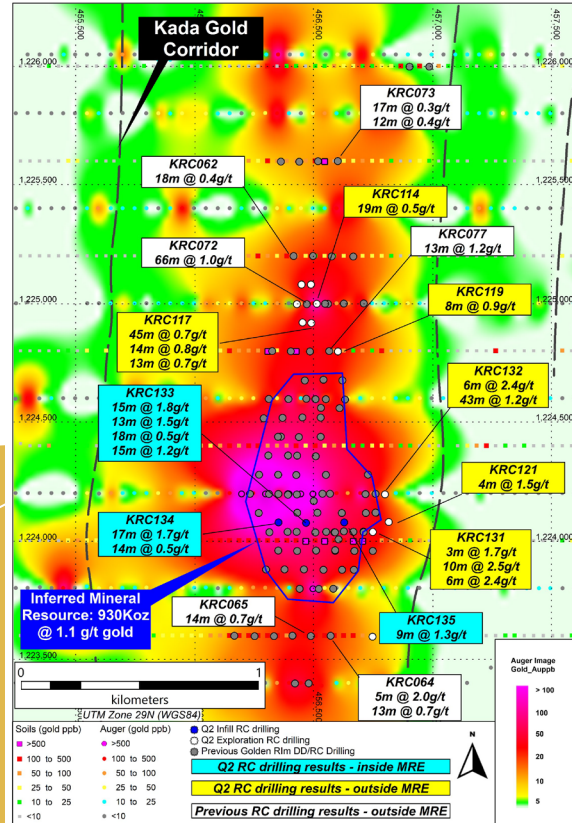 455.500
456.500
457.000
1.226.000
1,225.500
1,225.000
1.224.500
1,224.000
1,223.500
456.500
1.226.000
1,225.500
1,225.000
1,224.500
1,224.000
Kada Gold
Corridor
KRC073
17m @ 0.3g/t
12m @ 0.4g/t
KRC062
18m @ 0.4g/t
KRC114
19m @ 0.5g/t
KRC072
66m @ 1.0g/t
KRC077
13m @ 1.2g/t
KRC117
45m @ 0.7g/t
14m @ 0.8g/t
13m @ 0.7g/t
KRC119
8m @ 0.9g/t
KRC132
6m @ 2.4g/t
43m @ 1.2g/t
KRC133
15m @ 1.8g/t
13m @ 1.5g/t
18m @ 0.5g/t
15m @ 1.2g/t
KRC121
4m @ 1.5g/t
KRC134
17m @ 1.7g/t
14m @ 0.5g/t
KRC131
3m @ 1.7g/t
10m @ 2.5g/t
6m @ 2.4g/t
Inferred Mineral
Resource: 930Koz
@ 1.1 g/t gold
KRC065
14m @ 0.7g/t
KRC135
9m @ 1.3g/t
KRC064
5m @ 2.0g/t
13m @ 0.7g/t
0 1
kilometers
UTM Zone 29N (WGS84)
Auger Image
Gold_Auppb
> 100
100
50
20
10
5
Soils (gold ppb)
>500
100 to 500
50 to 100
25 to 50
10 to 25
<10
Auger (gold ppb)
>500
100 to 500
50 to 100
25 to 50
10 to 25
<10
Q2 Infill RC drilling
Q2 Exploration RC drilling
Previous Golden RIm DD/RC Drilling
Q2 RC drilling results - inside MRE
Q2 RC drilling results - outside MRE
Previous RC drilling results - outside MRE
N